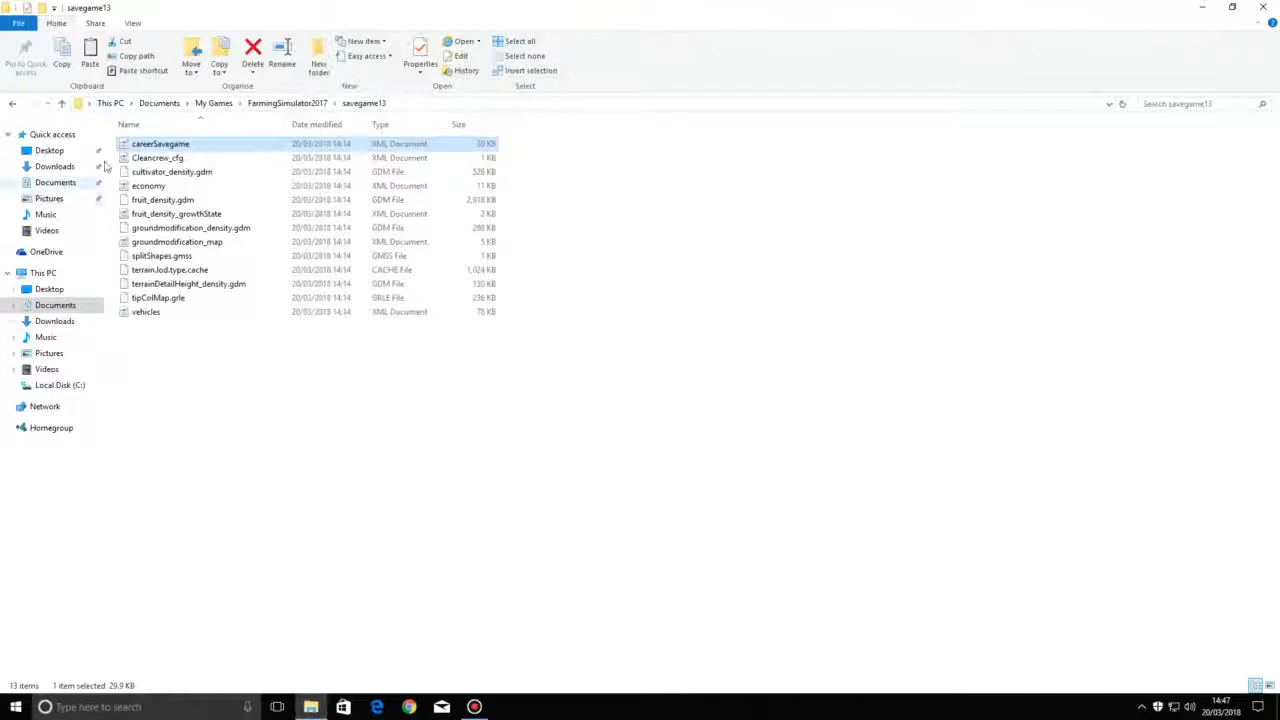 savegame13
File Home Share View
Pin to Quick access
Copy
Paste
Cut
Copy path
Paste shortcut
Clipboard
Move to
Copy to
Delete
Rename
Organise
New folder
New item
Easy access
New
Properties
Open
Edit
History
Open
Select all
Select none
Invert selection
Select
This PC Documents My Games FarmingSimulator2017 savegame13
Search savegame13
Quick access
Desktop
Downloads
Documents
Pictures
Music
Videos
OneDrive
This PC
Desktop
Documents
Downloads
Music
Pictures
Videos
Local Disk (C:)
Network
Homegroup
Name Date modified Type Size
careerSavegame 20/03/2018 14:14 XML Document 30 KB
Cleancrew_cfg 20/03/2018 14:14 XML Document 1 KB
cultivator_density.gdm 20/03/2018 14:14 GDM File 526 KB
economy 20/03/2018 14:14 XML Document 11 KB
fruit_density.gdm 20/03/2018 14:14 GDM File 2,918 KB
fruit_density_growthState 20/03/2018 14:14 XML Document 2 KB
groundmodification_density.gdm 20/03/2018 14:14 GDM File 288 KB
groundmodification_map 20/03/2018 14:14 XML Document 5 KB
splitShapes.gmss 20/03/2018 14:14 GMSS File 1 KB
terrain.lod.type.cache 20/03/2018 14:14 CACHE File 1,024 KB
terrainDetailHeight_density.gdm 20/03/2018 14:14 GDM File 130 KB
tipColMap.grle 20/03/2018 14:14 GRLE File 236 KB
vehicles 20/03/2018 14:14 XML Document 78 KB
13 items 1 item selected 29.9 KB
Type here to search
14:47
20/03/2018